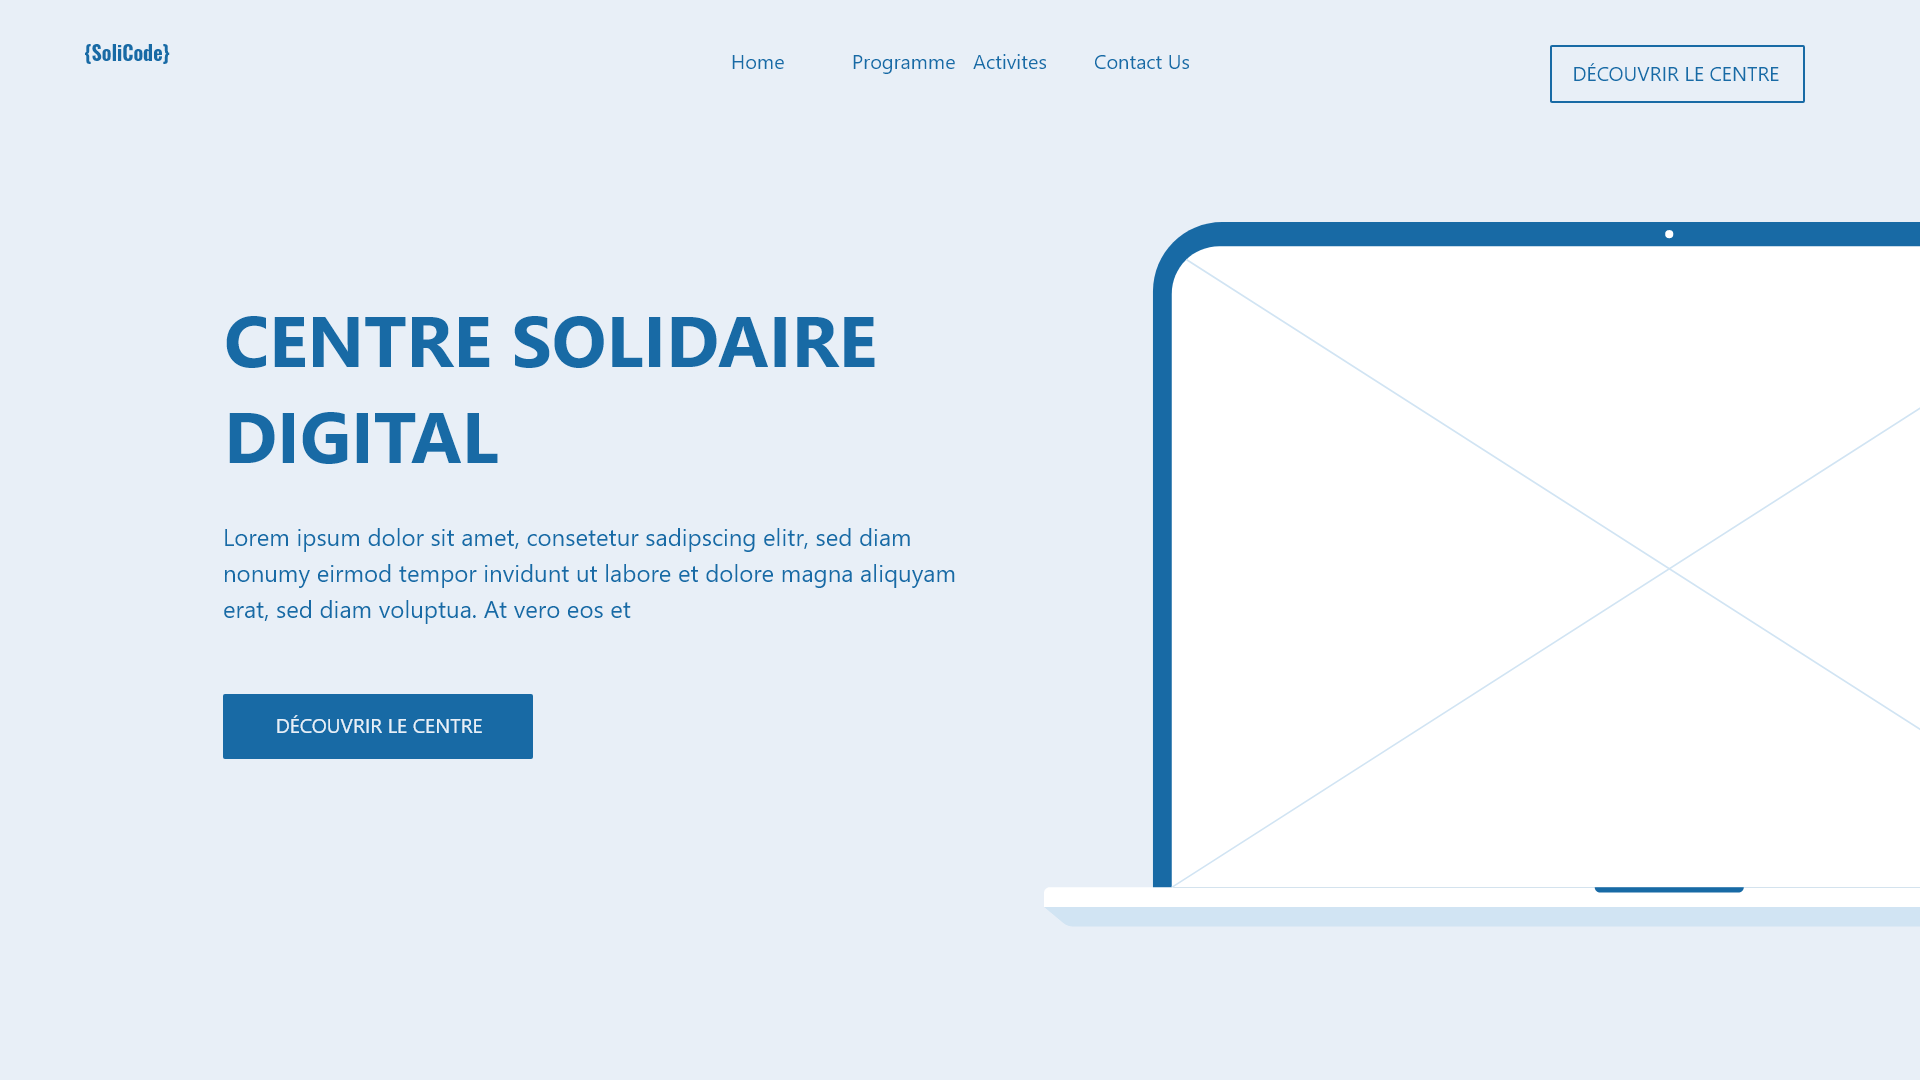 {SoliCode}
Home Programme Activites Contact Us
DÉCOUVRIR LE CENTRE
CENTRE SOLIDAIRE
DIGITAL
Lorem ipsum dolor sit amet, consetetur sadipscing elitr, sed diam
nonumy eirmod tempor invidunt ut labore et dolore magna aliquyam
erat, sed diam voluptua. At vero eos et
DÉCOUVRIR LE CENTRE